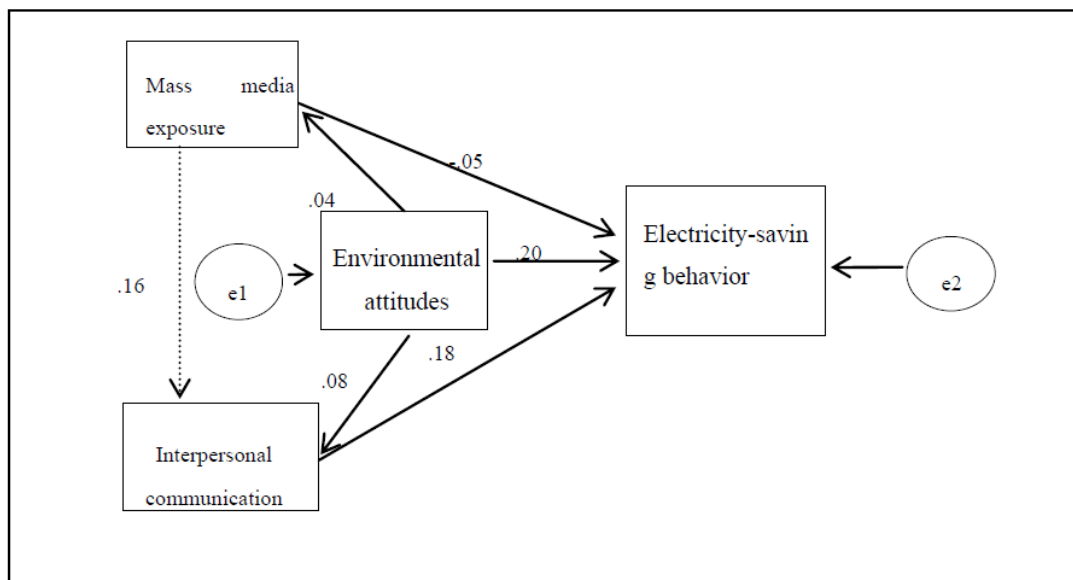 Mass media
exposure
-.05
.04
Environmental
attitudes
.20
Electricity-savin
g behavior
e1
e2
.16
.18
.08
Interpersonal
communication